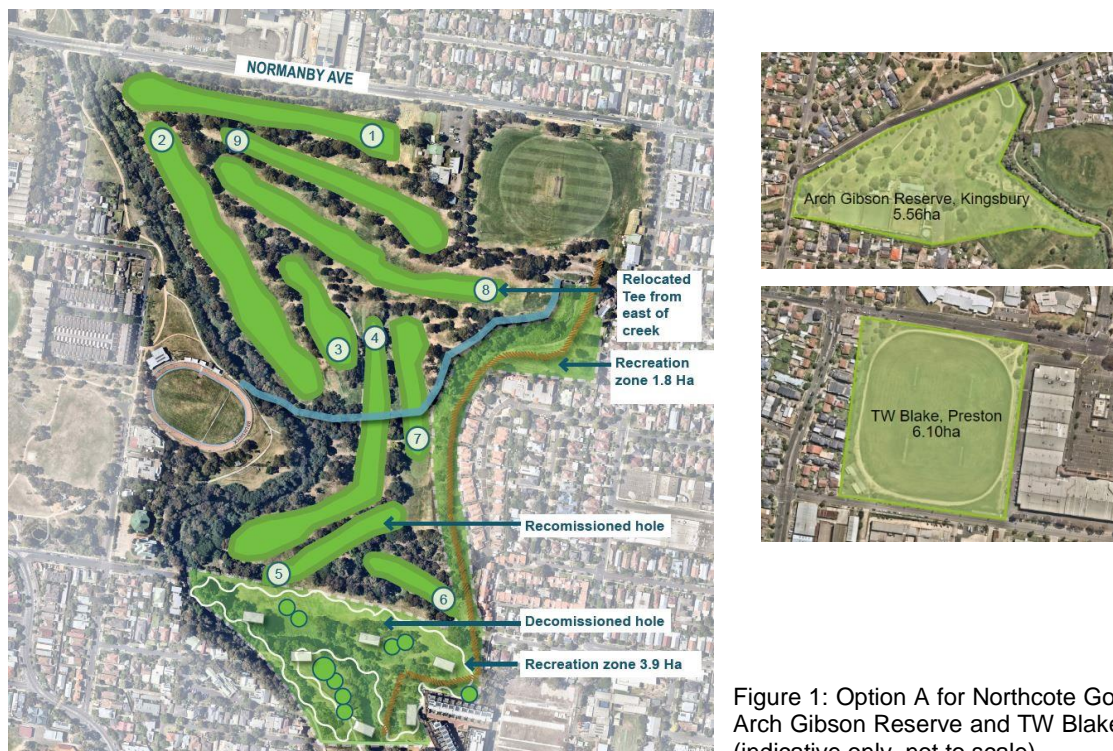 NORMANBY AVE
1
2
9
8
3
4
7
5
6
Relocated
Tee from
east of
creek
Recreation
zone 1.8 Ha
Recomissioned hole
Decomissioned hole
Recreation zone 3.9 Ha
Arch Gibson Reserve, Kingsbury
5.56ha
TW Blake, Preston
6.10ha
Figure 1: Option A for Northcote Go
Arch Gibson Reserve and TW Blake
(indicative only, not to scale)